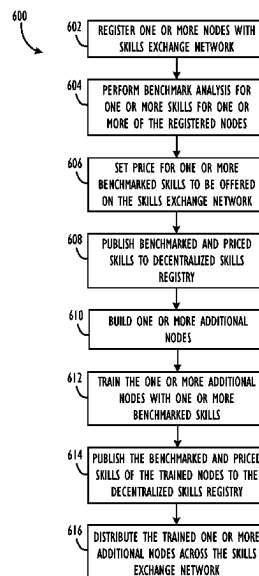 600
602
REGISTER ONE OR MORE NODES WITH
SKILLS EXCHANGE NETWORK
604
PERFORM BENCHMARK ANALYSIS FOR
ONE OR MORE SKILLS FOR ONE OR
MORE OF THE REGISTERED NODES
606
SET PRICE FOR ONE OR MORE
BENCHMARKED SKILLS TO BE OFFERED
ON THE SKILLS EXCHANGE NETWORK
608
PUBLISH BENCHMARKED AND PRICED
SKILLS TO DECENTRALIZED SKILLS
REGISTRY
610
BUILD ONE OR MORE ADDITIONAL
NODES
612
TRAIN THE ONE OR MORE ADDITIONAL
NODES WITH ONE OR MORE
BENCHMARKED SKILLS
614
PUBLISH THE BENCHMARKED AND PRICED
SKILLS OF THE TRAINED NODES TO THE
DECENTRALIZED SKILLS REGISTRY
616
DISTRIBUTE THE TRAINED ONE OR MORE
ADDITIONAL NODES ACROSS THE SKILLS
EXCHANGE NETWORK